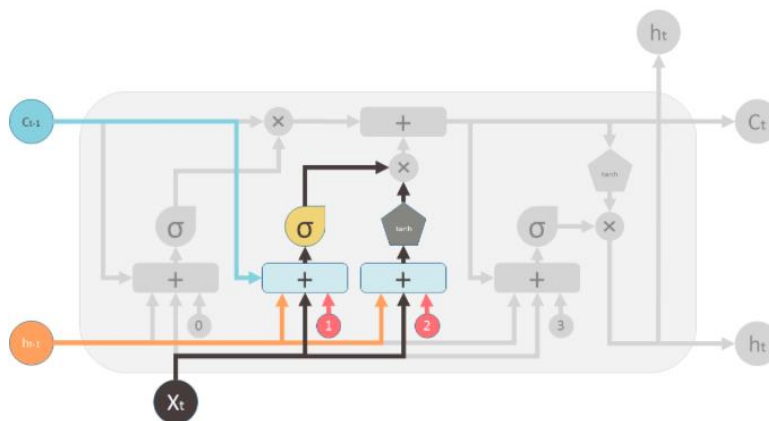 hₜ
Cₜ₋₁
×
+
Cₜ
×
tanh
σ
σ
tanh
σ
×
+
+
+
+
0
1
2
3
hₜ₋₁
hₜ
Xₜ